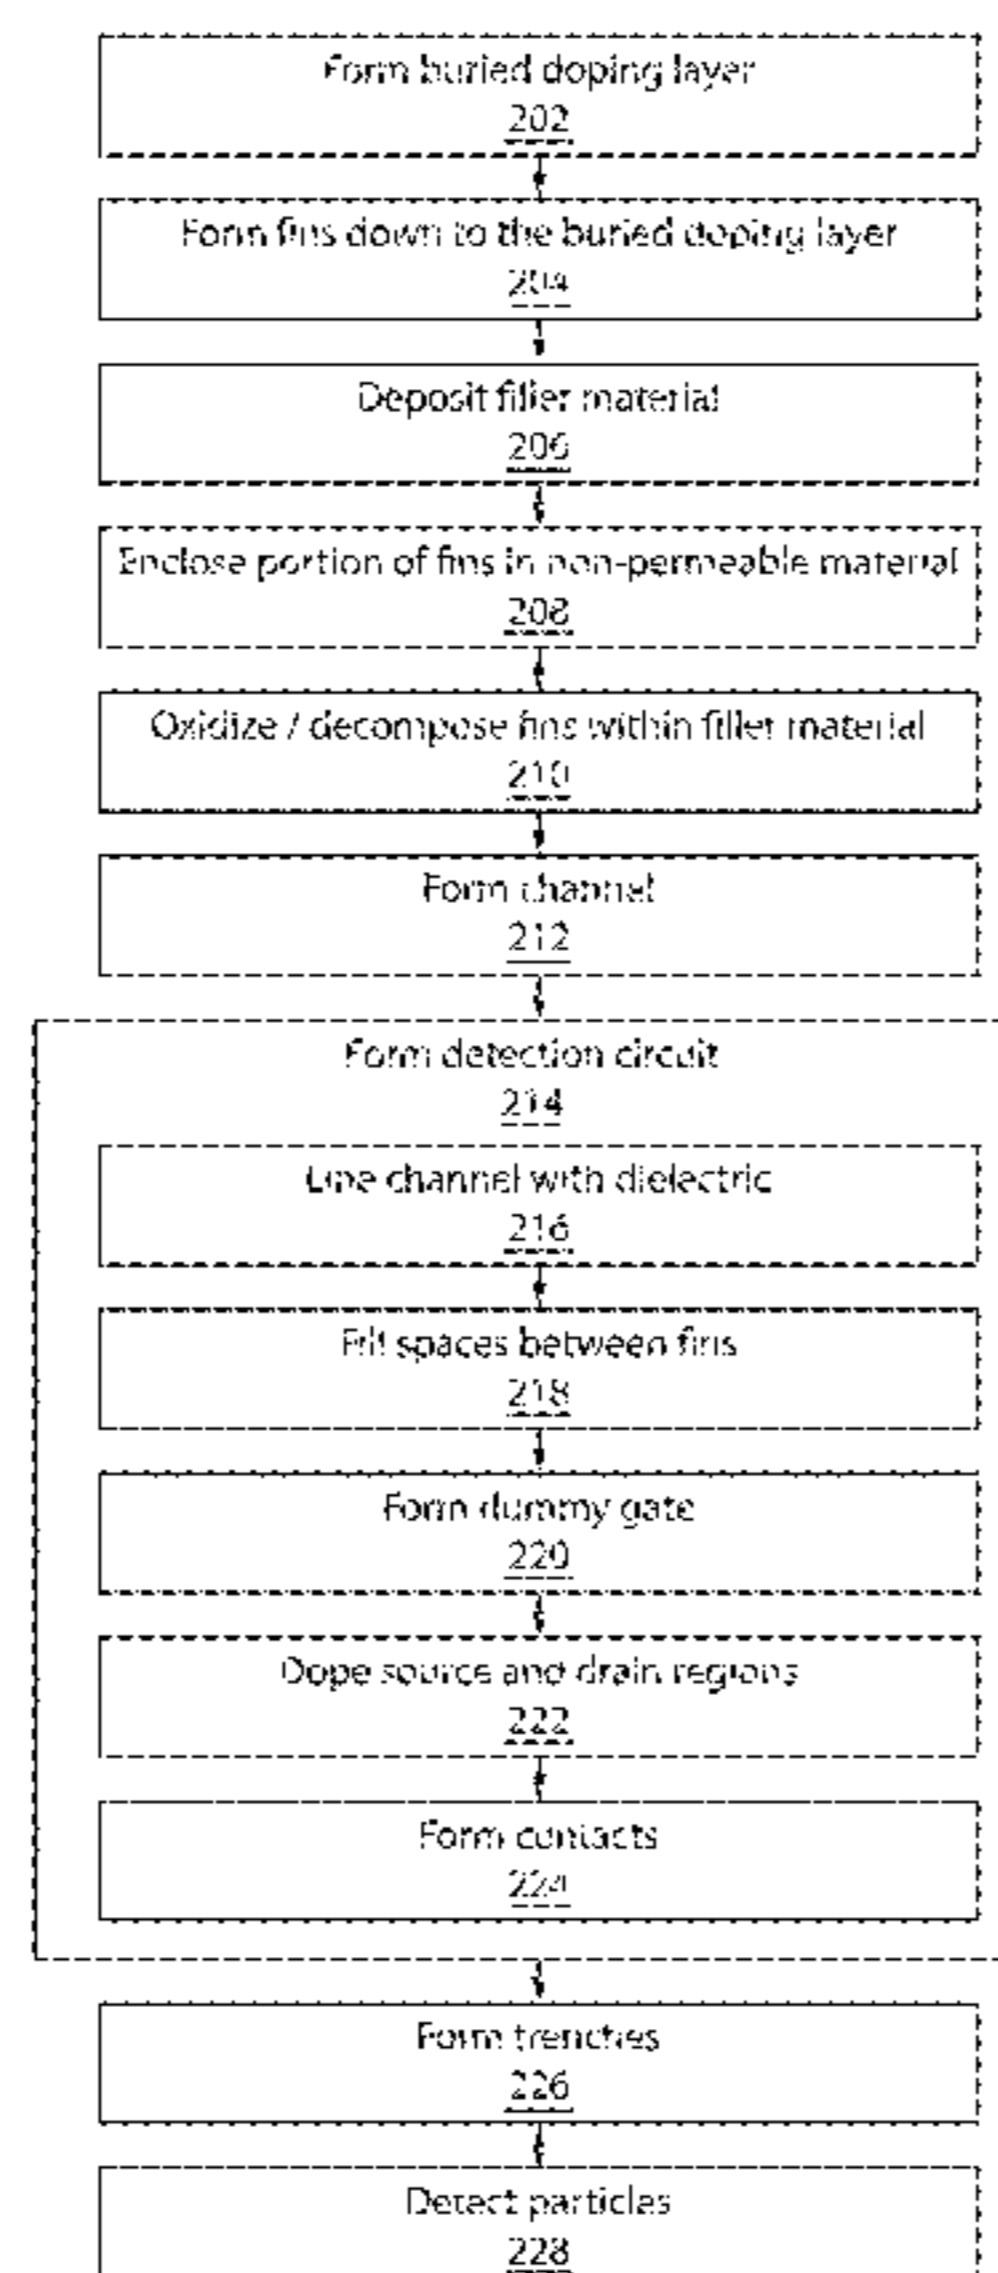 Form buried doping layer
202
Form fins down to the buried doping layer
204
Deposit filler material
206
Enclose portion of fins in non-permeable material
208
Oxidize / decompose fins within filler material
210
Form channel
212
Form detection circuit
214
Line channel with dielectric
216
Fill spaces between fins
218
Form dummy gate
220
Dope source and drain regions
222
Form contacts
224
Form trenches
226
Detect particles
228